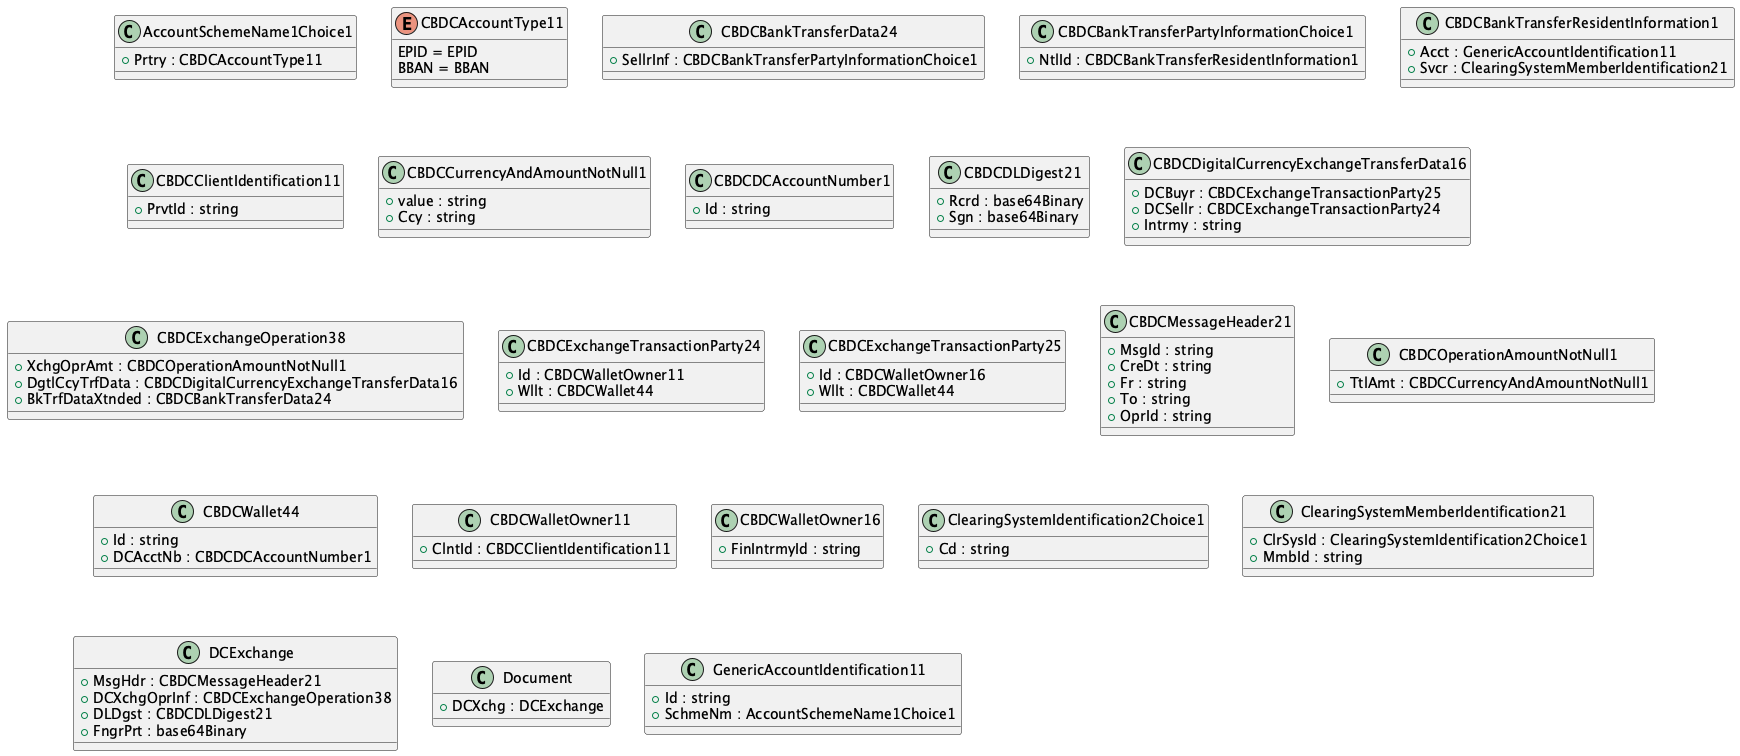 C AccountSchemeName1Choice1
Prtry : CBDCAccountType11
E CBDCAccountType11
EPID = EPID
BBAN = BBAN
C CBDCBankTransferData24
SellrInf : CBDCBankTransferPartyInformationChoice1
C CBDCBankTransferPartyInformationChoice1
NtlId : CBDCBankTransferResidentInformation1
C CBDCBankTransferResidentInformation1
Acct : GenericAccountIdentification11
Svcr : ClearingSystemMemberIdentification21
C CBDCClientIdentification11
PrvtId : string
C CBDCCurrencyAndAmountNotNull1
value : string
Ccy : string
C CBDCDCAccountNumber1
Id : string
C CBDCDLDigest21
Rcrd : base64Binary
Sgn : base64Binary
C CBDCDigitalCurrencyExchangeTransferData16
DCBuyr : CBDCExchangeTransactionParty25
DCSellr : CBDCExchangeTransactionParty24
Intrmy : string
C CBDCExchangeOperation38
XchgOprAmt : CBDCOperationAmountNotNull1
DgtlCcyTrfData : CBDCDigitalCurrencyExchangeTransferData16
BkTrfDataXtnded : CBDCBankTransferData24
C CBDCExchangeTransactionParty24
Id : CBDCWalletOwner11
Wllt : CBDCWallet44
C CBDCExchangeTransactionParty25
Id : CBDCWalletOwner16
Wllt : CBDCWallet44
C CBDCMessageHeader21
MsgId : string
CreDt : string
Fr : string
To : string
OprId : string
C CBDCOperationAmountNotNull1
TtlAmt : CBDCCurrencyAndAmountNotNull1
C CBDCWallet44
Id : string
DCAcctNb : CBDCDCAccountNumber1
C CBDCWalletOwner11
ClntId : CBDCClientIdentification11
C CBDCWalletOwner16
FinIntrmyId : string
C ClearingSystemIdentification2Choice1
Cd : string
C ClearingSystemMemberIdentification21
ClrSysId : ClearingSystemIdentification2Choice1
MmbId : string
C DCExchange
MsgHdr : CBDCMessageHeader21
DCXchgOprInf : CBDCExchangeOperation38
DLDgst : CBDCDLDigest21
FngrPrt : base64Binary
C Document
DCXchg : DCExchange
C GenericAccountIdentification11
Id : string
SchmeNm : AccountSchemeName1Choice1